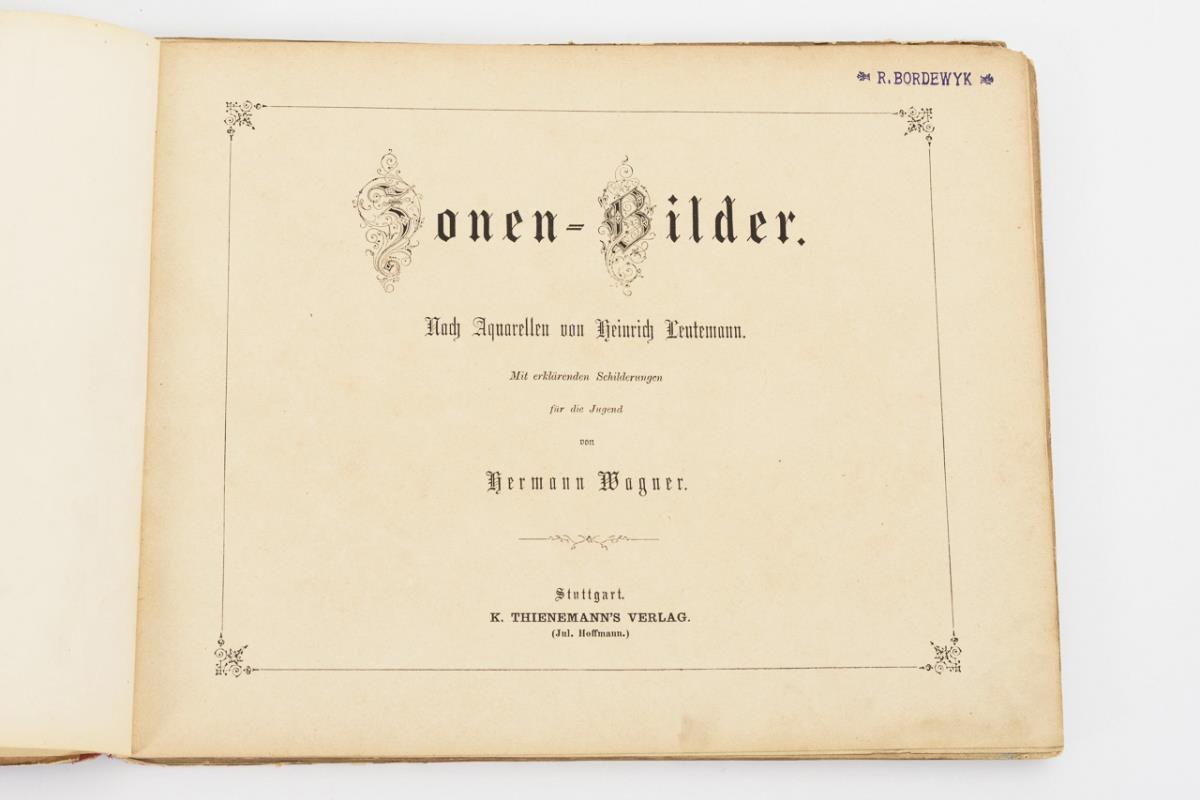 R. BORDEWYK
Zonen-Bilder.
Nach Aquarellen von Heinrich Leutemann.
Mit erklärenden Schilderungen
für die Jugend
von
Hermann Wagner.
Stuttgart.
K. THIENEMANN'S VERLAG.
(Jul. Hoffmann.)